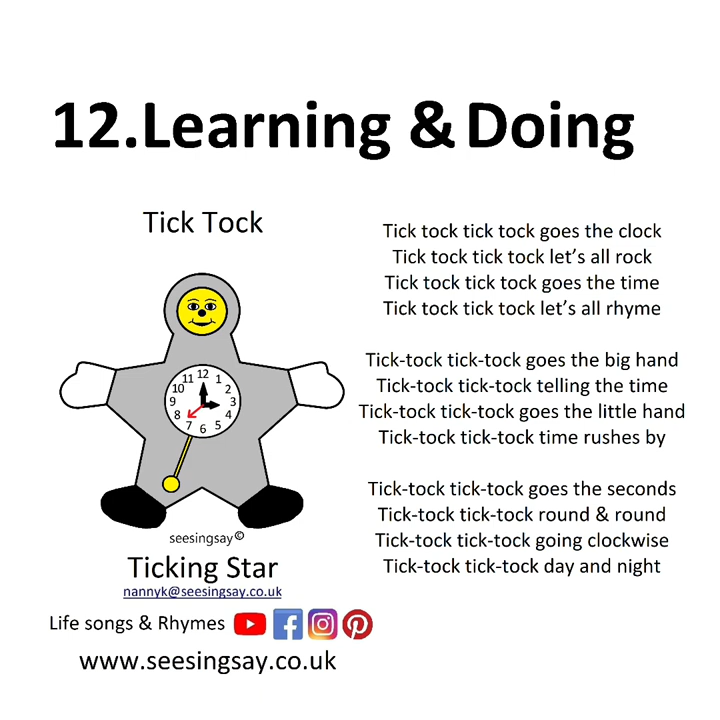 12.Learning & Doing
Tick Tock
12
11 1
10 2
9 3
8 4
7 6 5
seesingsay©
Ticking Star
nannyk@seesingsay.co.uk
Life songs & Rhymes
www.seesingsay.co.uk
Tick tock tick tock goes the clock
Tick tock tick tock let's all rock
Tick tock tick tock goes the time
Tick tock tick tock let's all rhyme
Tick-tock tick-tock goes the big hand
Tick-tock tick-tock telling the time
Tick-tock tick-tock goes the little hand
Tick-tock tick-tock time rushes by
Tick-tock tick-tock goes the seconds
Tick-tock tick-tock round & round
Tick-tock tick-tock going clockwise
Tick-tock tick-tock day and night